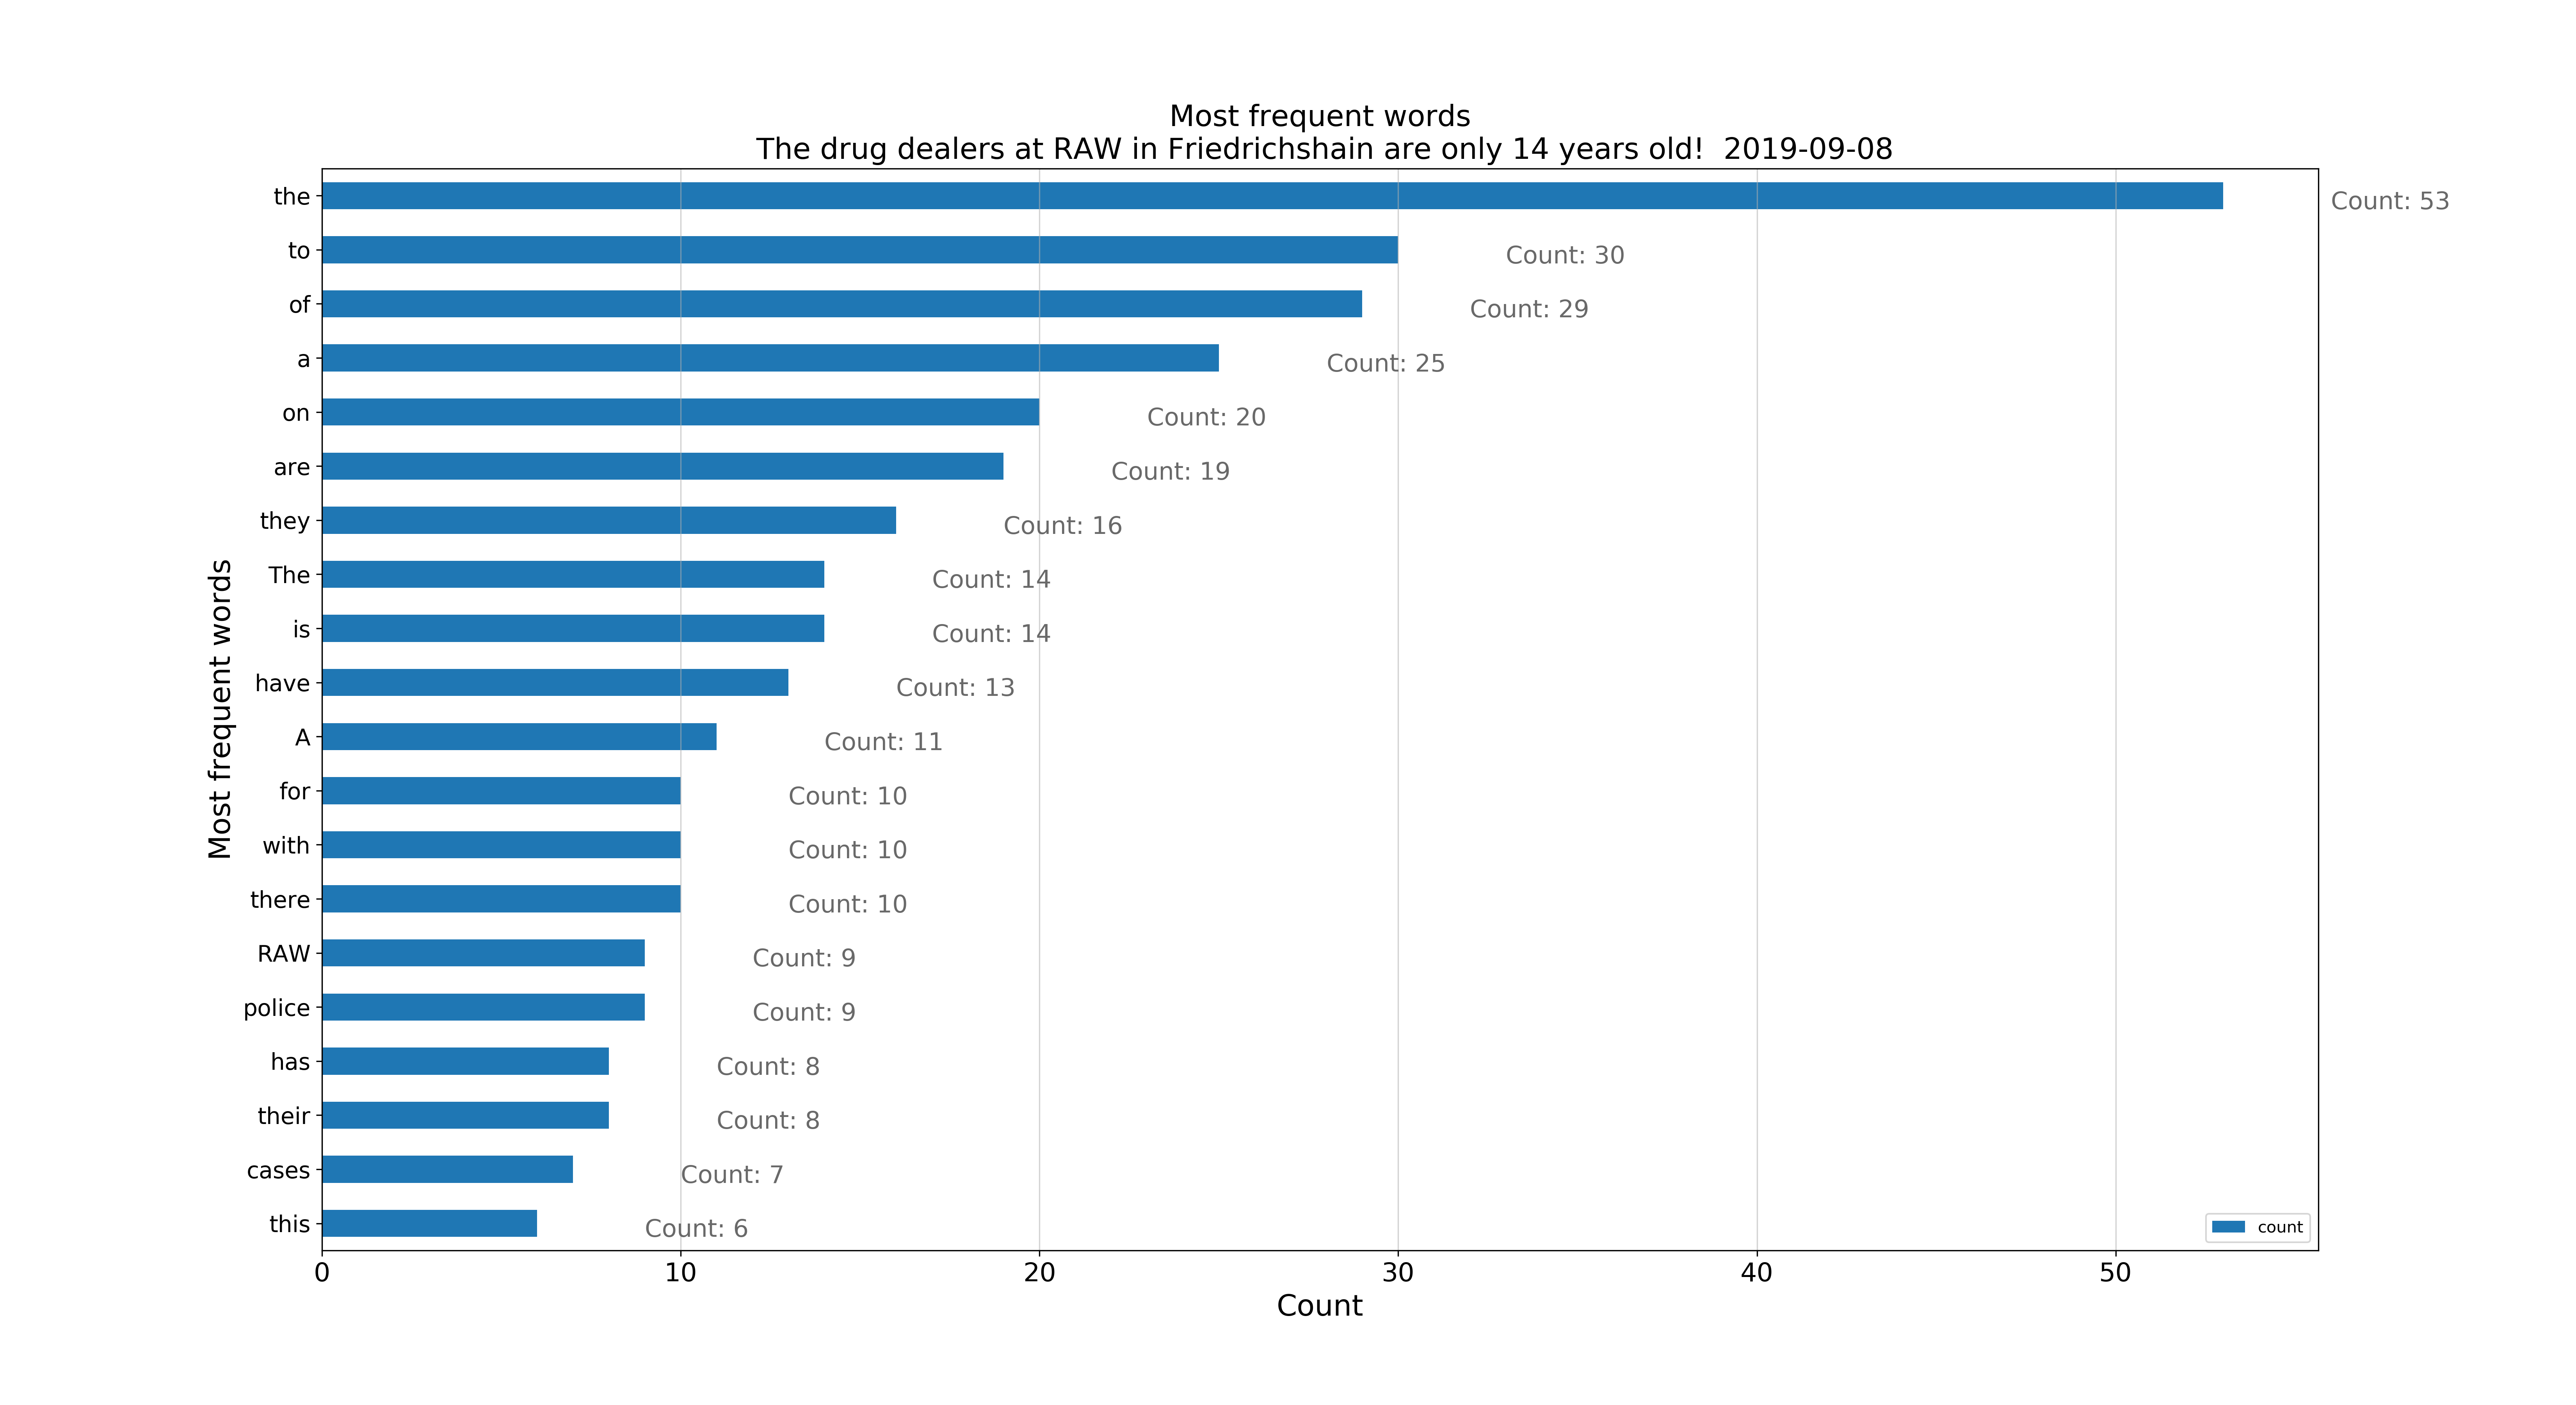 Most frequent words
The drug dealers at RAW in Friedrichshain are only 14 years old!  2019-09-08
the Count: 53
to Count: 30
of Count: 29
a Count: 25
on Count: 20
are Count: 19
they Count: 16
The Count: 14
is Count: 14
have Count: 13
A Count: 11
for Count: 10
with Count: 10
there Count: 10
RAW Count: 9
police Count: 9
has Count: 8
their Count: 8
cases Count: 7
this Count: 6
Most frequent words
count
0 10 20 30 40 50
Count